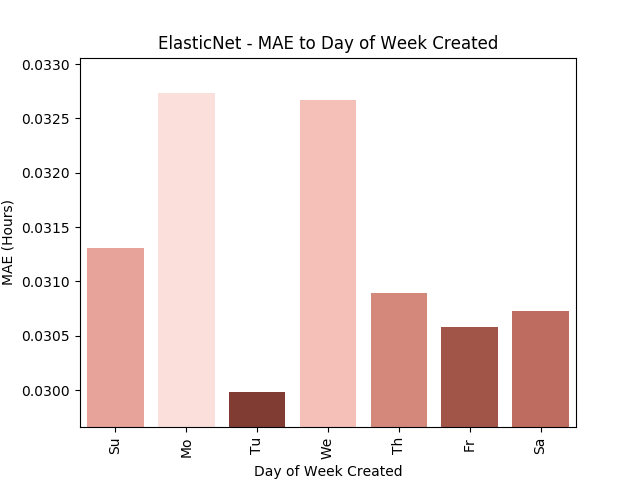 ElasticNet - MAE to Day of Week Created
MAE (Hours)
0.0330
0.0325
0.0320
0.0315
0.0310
0.0305
0.0300
Su
Mo
Tu
We
Th
Fr
Sa
Day of Week Created